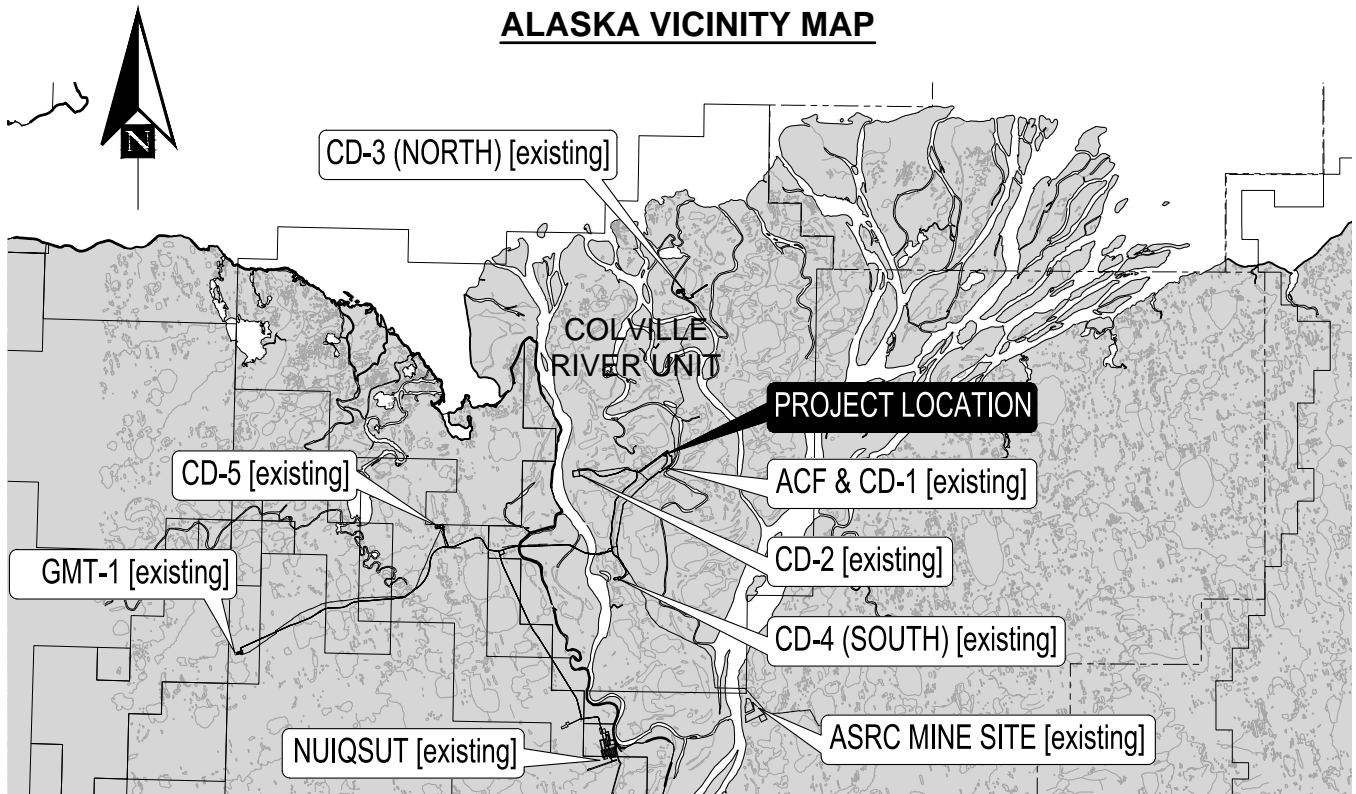 ALASKA VICINITY MAP
N
CD-3 (NORTH) [existing]
COLVILLE
RIVER UNIT
PROJECT LOCATION
CD-5 [existing]
ACF & CD-1 [existing]
GMT-1 [existing]
CD-2 [existing]
CD-4 (SOUTH) [existing]
NUIQSUT [existing]
ASRC MINE SITE [existing]